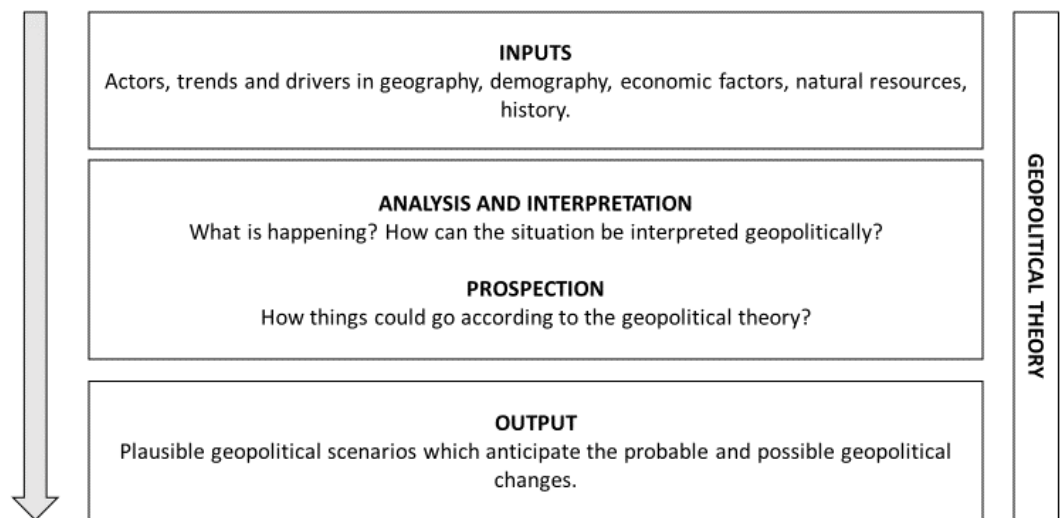 INPUTS
Actors, trends and drivers in geography, demography, economic factors, natural resources,
history.
ANALYSIS AND INTERPRETATION
What is happening? How can the situation be interpreted geopolitically?
PROSPECTION
How things could go according to the geopolitical theory?
OUTPUT
Plausible geopolitical scenarios which anticipate the probable and possible geopolitical
changes.
GEOPOLITICAL THEORY